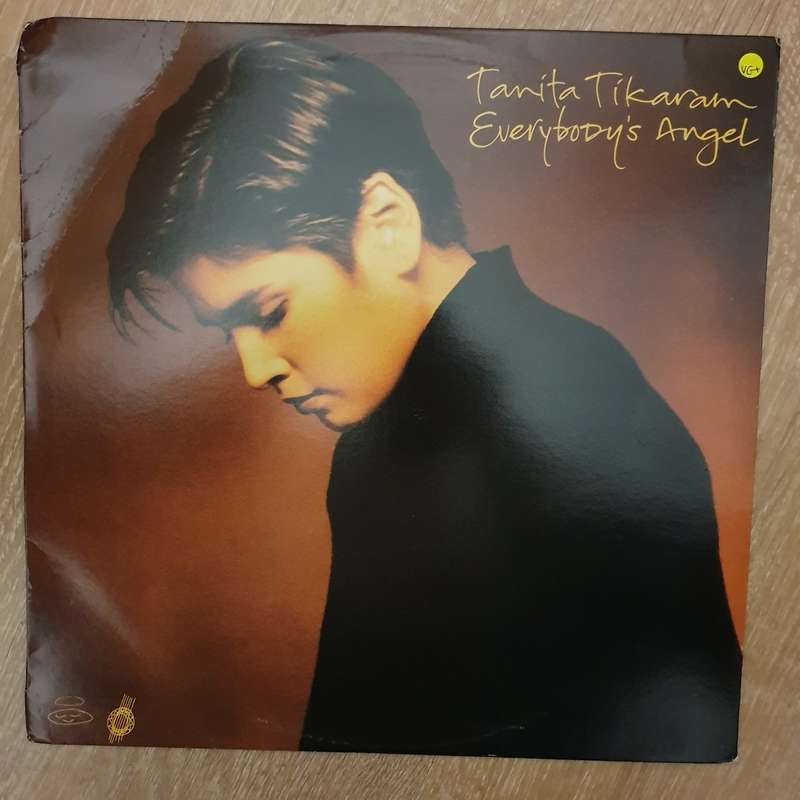 Tanita Tikaram
Everybody's Angel
VG+